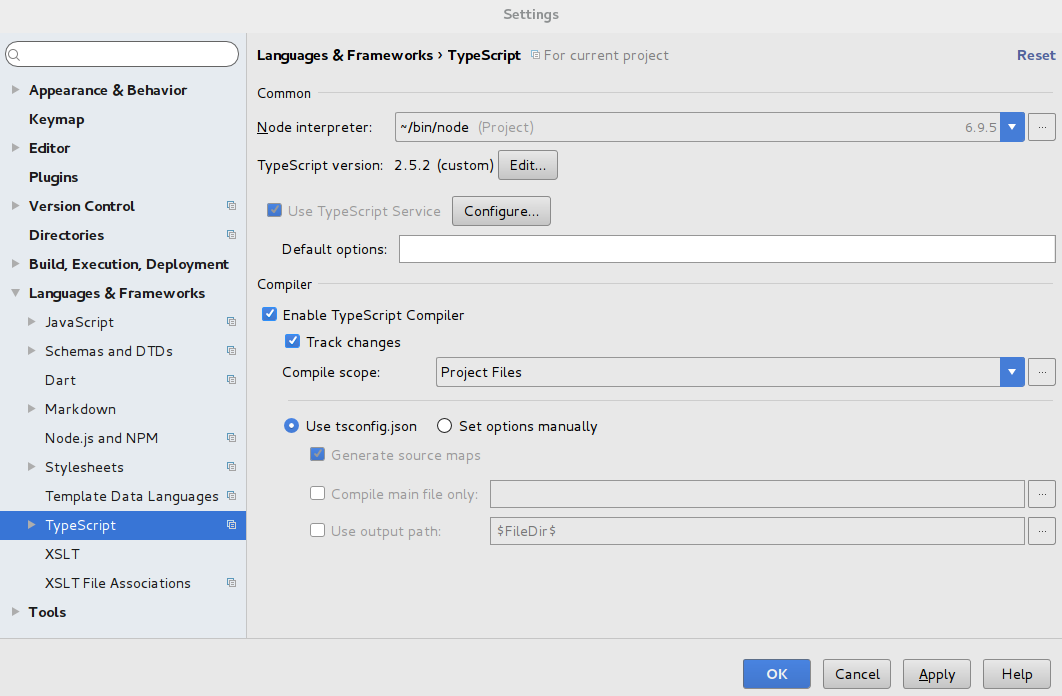 Settings
Languages & Frameworks › TypeScript For current project Reset
Appearance & Behavior
Keymap
Editor
Plugins
Version Control
Directories
Build, Execution, Deployment
Languages & Frameworks
JavaScript
Schemas and DTDs
Dart
Markdown
Node.js and NPM
Stylesheets
Template Data Languages
TypeScript
XSLT
XSLT File Associations
Tools
Common
Node interpreter: ~/bin/node (Project) 6.9.5 ...
TypeScript version: 2.5.2 (custom) Edit...
Use TypeScript Service Configure...
Default options:
Compiler
Enable TypeScript Compiler
Track changes
Compile scope: Project Files ...
Use tsconfig.json Set options manually
Generate source maps
Compile main file only: ...
Use output path: $FileDir$ ...
OK Cancel Apply Help